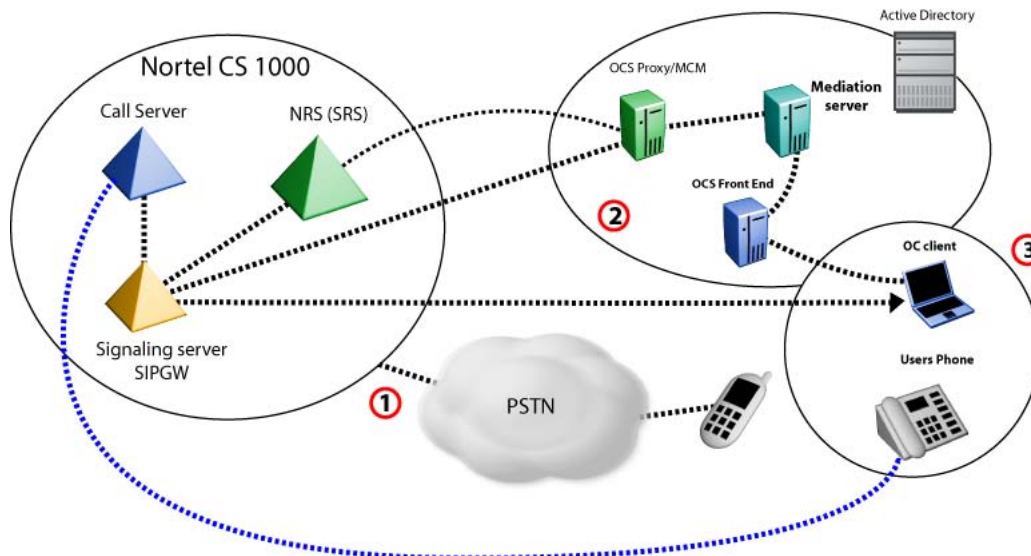 Active Directory
Nortel CS 1000
OCS Proxy/MCM
Mediation
server
Call Server
NRS (SRS)
OCS Front End
2
OC client
3
Signaling server
SIPGW
Users Phone
1
PSTN